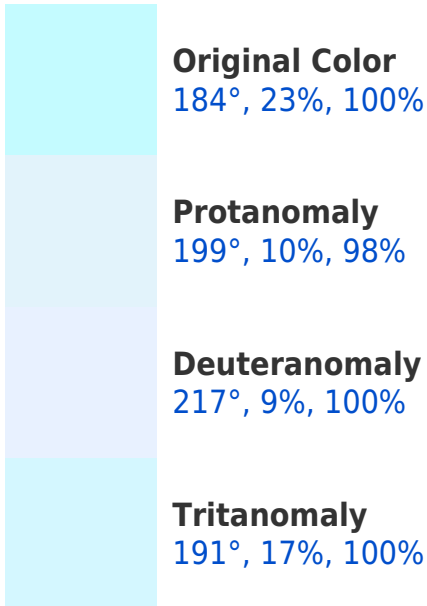 Original Color
184°, 23%, 100%
Protanomaly
199°, 10%, 98%
Deuteranomaly
217°, 9%, 100%
Tritanomaly
191°, 17%, 100%